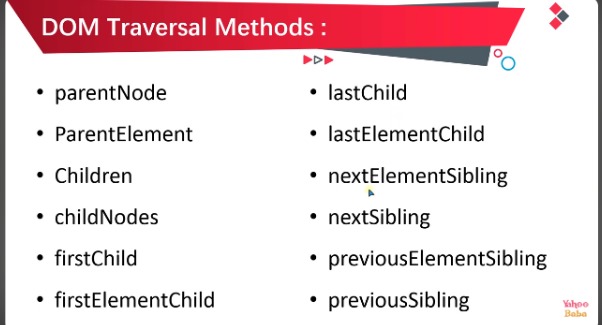 DOM Traversal Methods :
• parentNode
• ParentElement
• Children
• childNodes
• firstChild
• firstElementChild
• lastChild
• lastElementChild
• nextElementSibling
• nextSibling
• previousElementSibling
• previousSibling
Yahoo
Baba